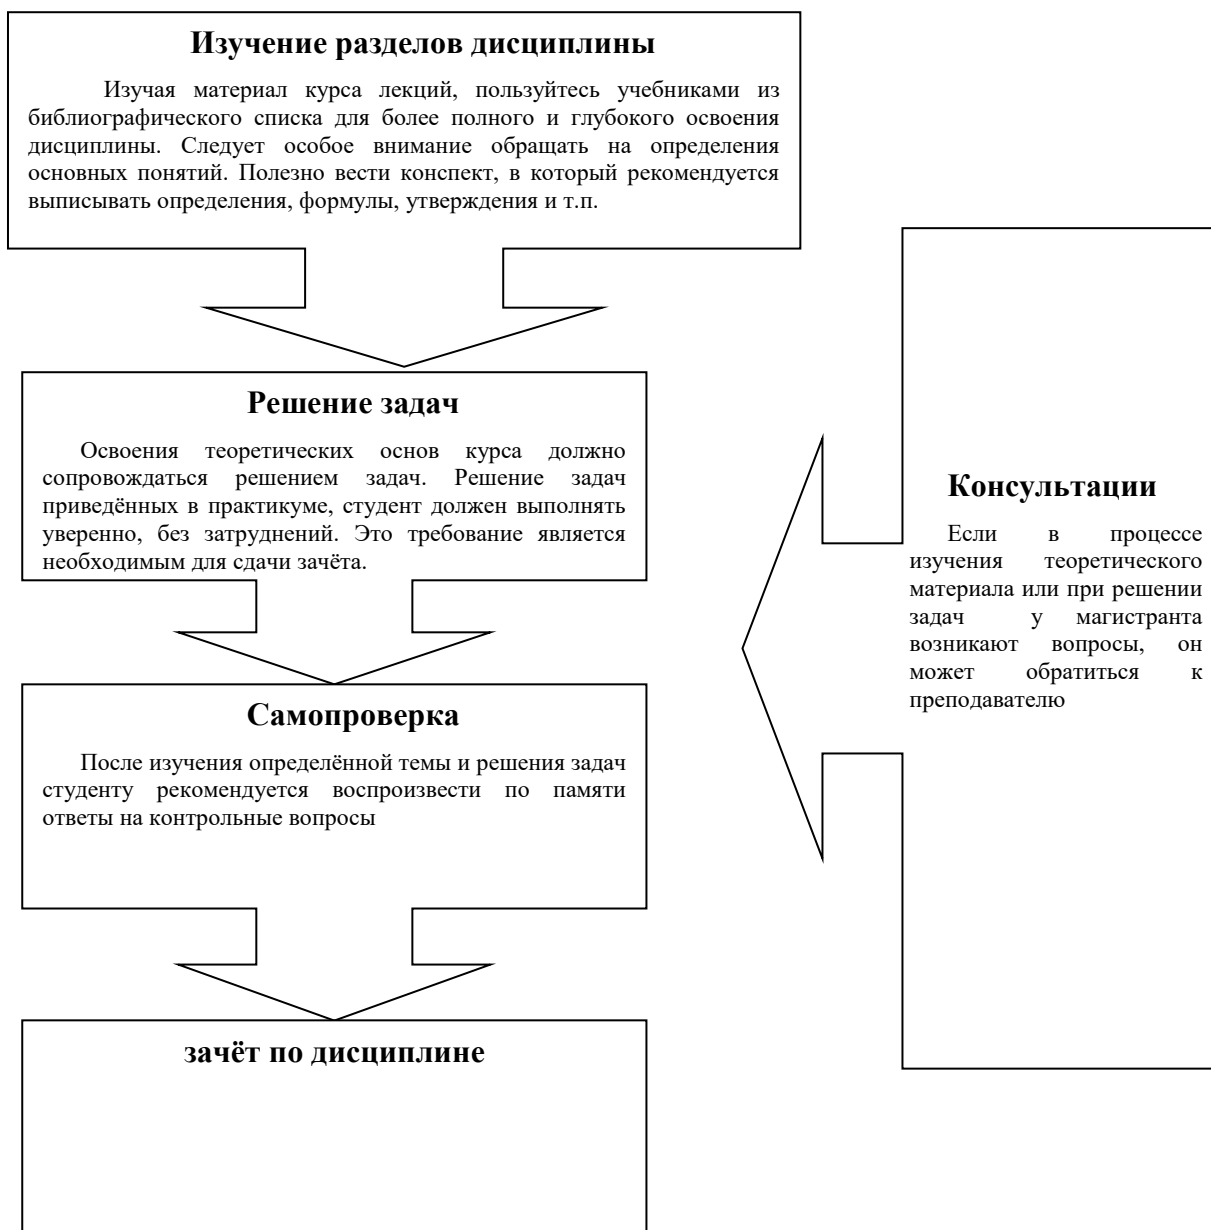 Изучение разделов дисциплины
Изучая материал курса лекций, пользуйтесь учебниками из
библиографического списка для более полного и глубокого освоения
дисциплины. Следует особое внимание обращать на определения
основных понятий. Полезно вести конспект, в который рекомендуется
выписывать определения, формулы, утверждения и т.п.
Решение задач
Освоения теоретических основ курса должно
сопровождаться решением задач. Решение задач
приведённых в практикуме, студент должен выполнять
уверенно, без затруднений. Это требование является
необходимым для сдачи зачёта.
Самопроверка
После изучения определённой темы и решения задач
студенту рекомендуется воспроизвести по памяти
ответы на контрольные вопросы
зачёт по дисциплине
Консультации
Если в процессе
изучения теоретического
материала или при решении
задач у магистранта
возникают вопросы, он
может обратиться к
преподавателю